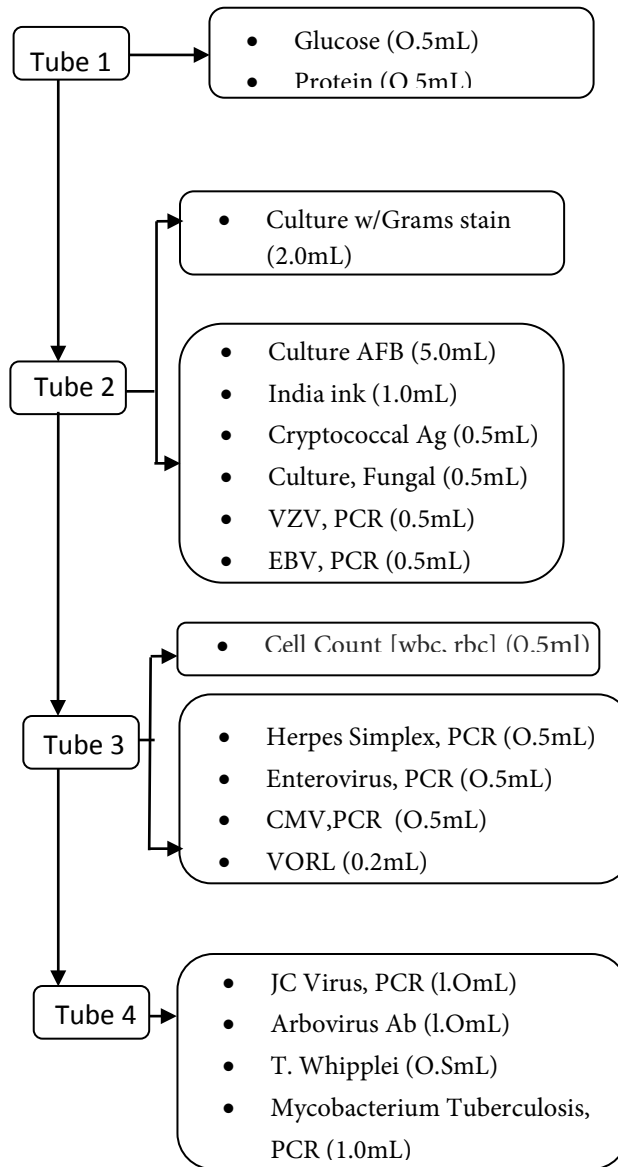 Tube 1
• Glucose (O.5mL)
• Protein (O.5mL)
Tube 2
• Culture w/Grams stain
(2.0mL)
• Culture AFB (5.0mL)
• India ink (1.0mL)
• Cryptococcal Ag (0.5mL)
• Culture, Fungal (0.5mL)
• VZV, PCR (0.5mL)
• EBV, PCR (0.5mL)
Tube 3
• Cell Count [wbc, rbc] (O.5ml)
• Herpes Simplex, PCR (O.5mL)
• Enterovirus, PCR (O.5mL)
• CMV,PCR (O.5mL)
• VORL (0.2mL)
Tube 4
• JC Virus, PCR (l.OmL)
• Arbovirus Ab (l.OmL)
• T. Whipplei (O.SmL)
• Mycobacterium Tuberculosis,
PCR (1.0mL)